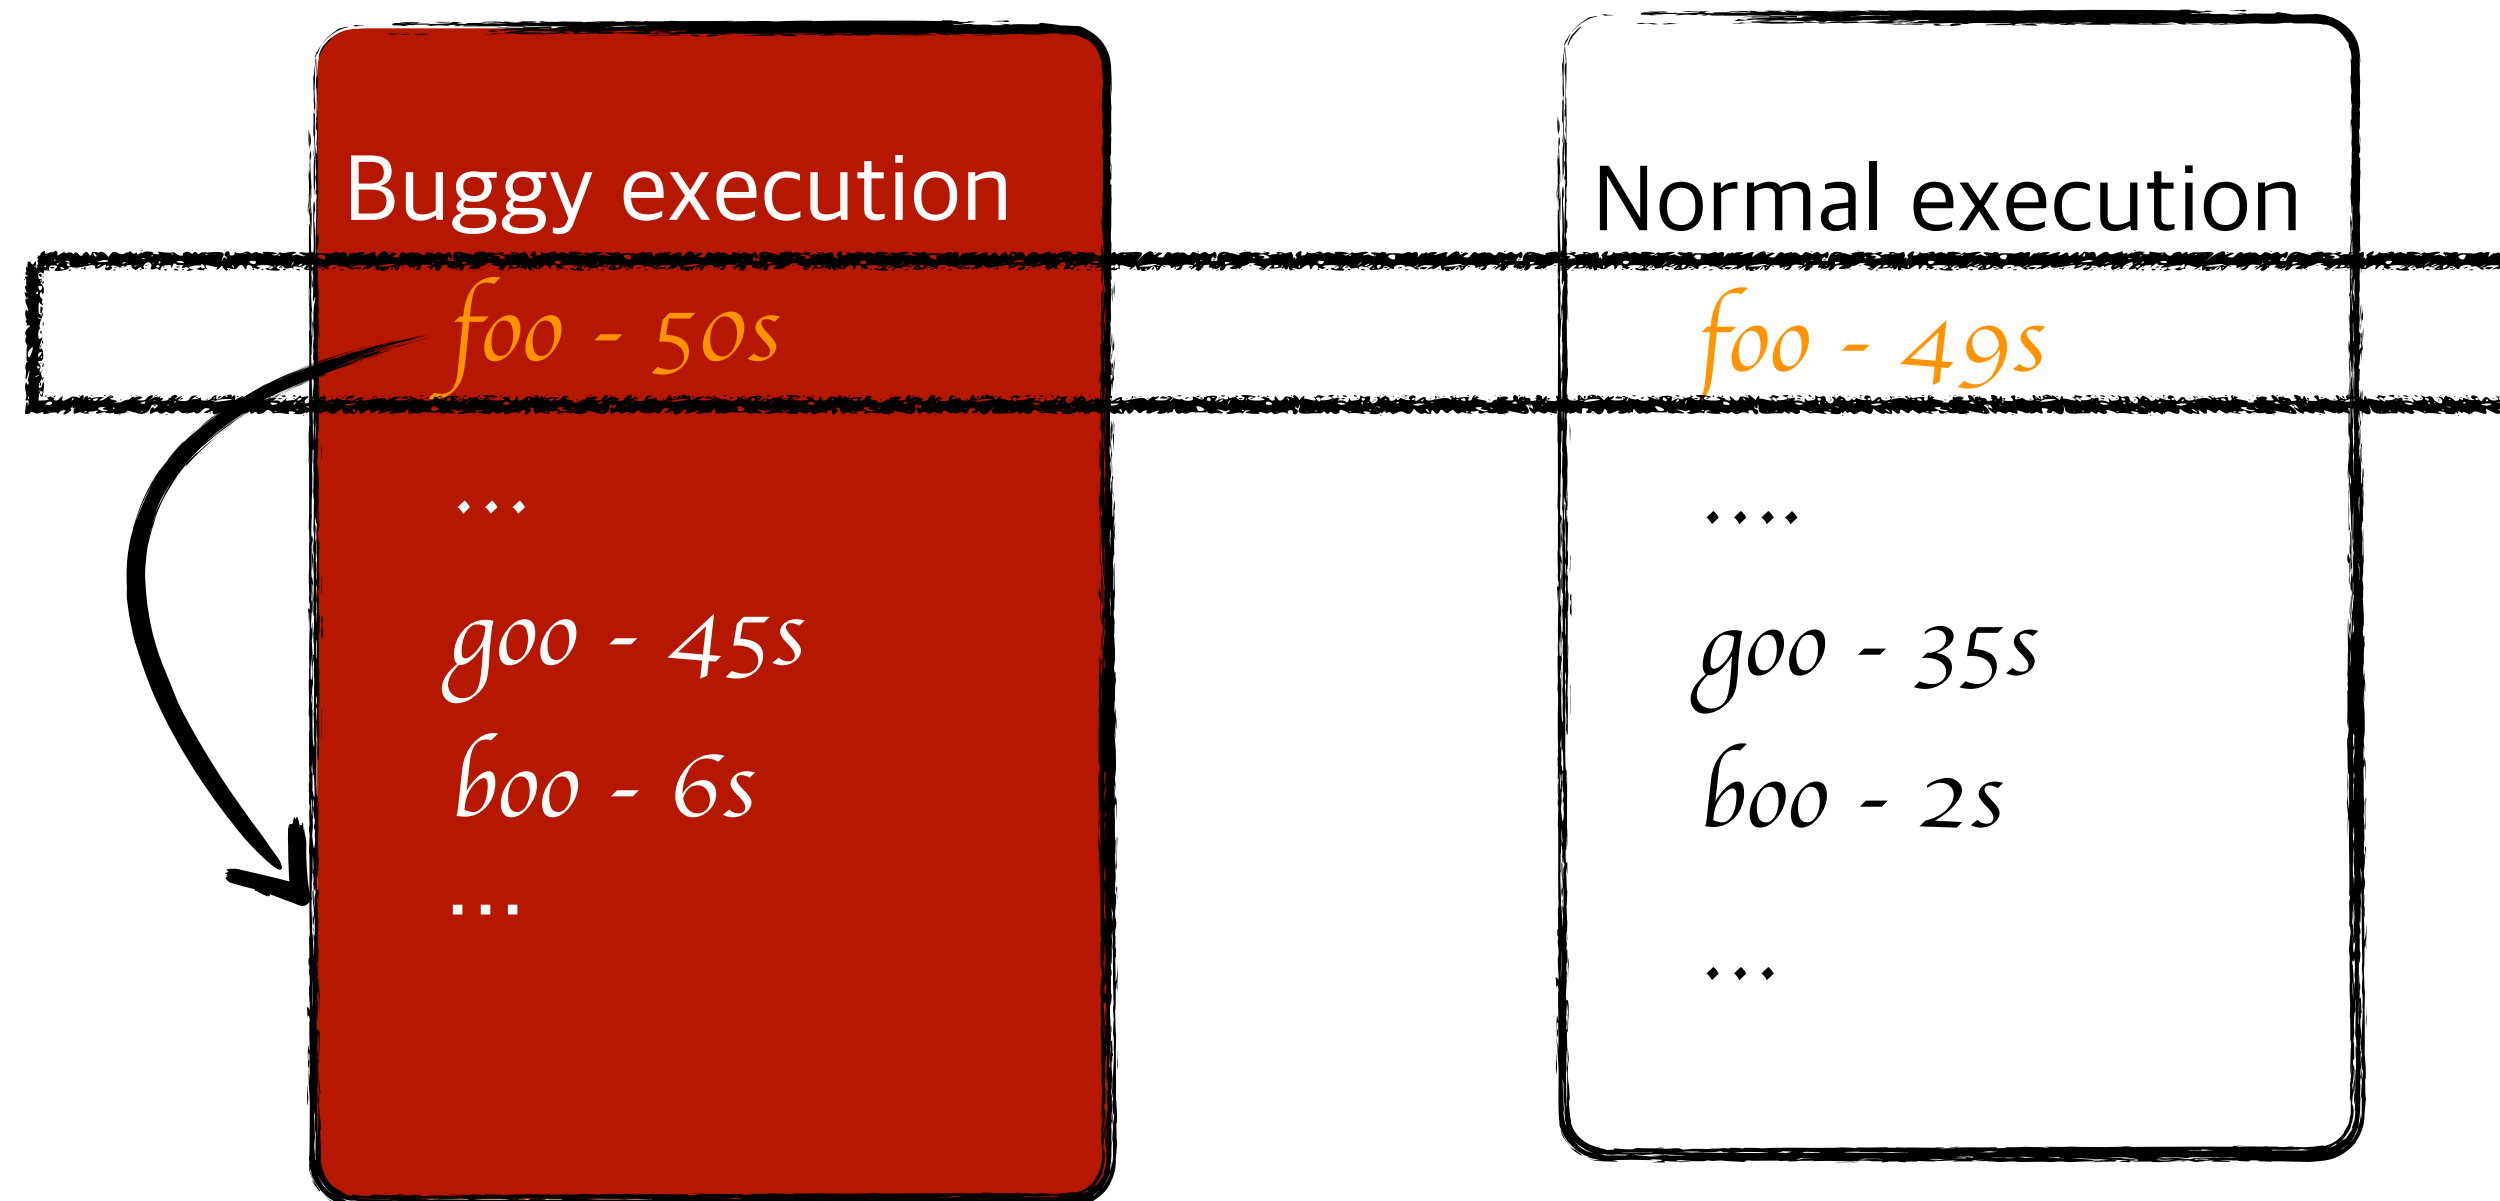 Buggy execution
foo - 50s
...
goo - 45s
boo - 6s
...
Normal execution
foo - 49s
....
goo - 35s
boo - 2s
...